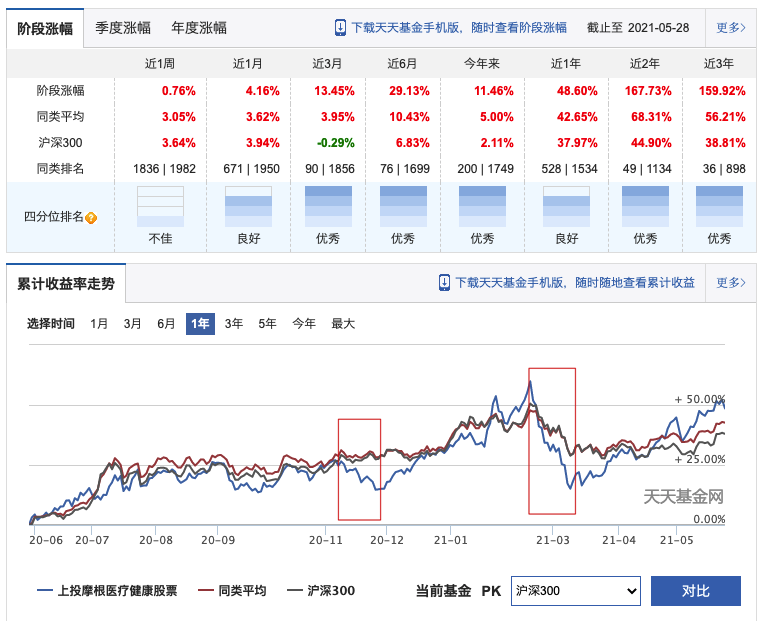 阶段涨幅 季度涨幅 年度涨幅 下载天天基金手机版，随时查看阶段涨幅 截止至 2021-05-28 更多>
近1周 近1月 近3月 近6月 今年来 近1年 近2年 近3年
阶段涨幅 0.76% 4.16% 13.45% 29.13% 11.46% 48.60% 167.73% 159.92%
同类平均 3.05% 3.62% 3.95% 10.43% 5.00% 42.65% 68.31% 56.21%
沪深300 3.64% 3.94% -0.29% 6.83% 2.11% 37.97% 44.90% 38.81%
同类排名 1836 | 1982 671 | 1950 90 | 1856 76 | 1699 200 | 1749 528 | 1534 49 | 1134 36 | 898
四分位排名 ?
不佳 良好 优秀 优秀 优秀 良好 优秀 优秀
累计收益率走势 下载天天基金手机版，随时随地查看累计收益 更多>
选择时间 1月 3月 6月 1年 3年 5年 今年 最大
+ 50.00%
+ 25.00%
天天基金网
0.00%
20-06 20-07 20-08 20-09 20-11 20-12 21-01 21-03 21-04 21-05
上投摩根医疗健康股票 同类平均 沪深300 当前基金 PK 沪深300 对比